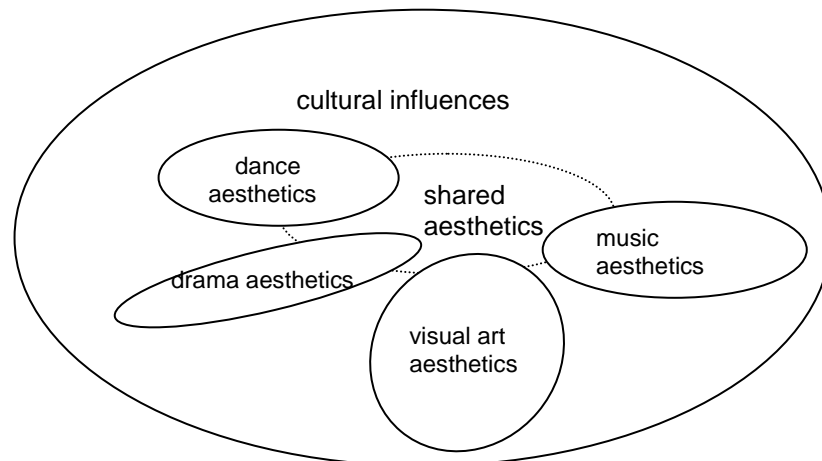 cultural influences
dance
aesthetics
shared
aesthetics
music
aesthetics
drama aesthetics
visual art
aesthetics